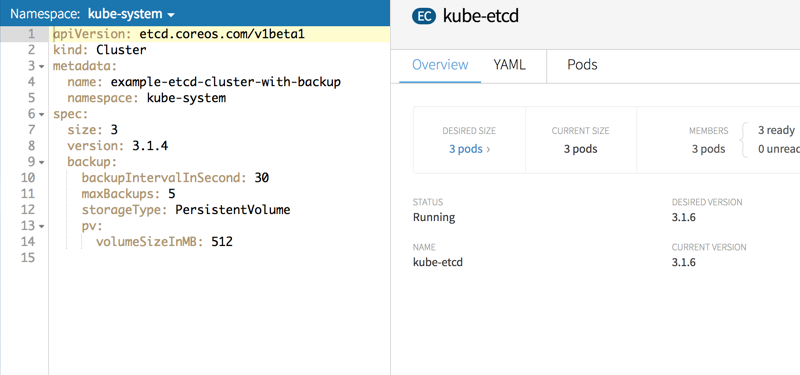 Namespace: kube-system
1 apiVersion: etcd.coreos.com/v1beta1
2 kind: Cluster
3 metadata:
4 name: example-etcd-cluster-with-backup
5 namespace: kube-system
6 spec:
7 size: 3
8 version: 3.1.4
9 backup:
10 backupIntervalInSecond: 30
11 maxBackups: 5
12 storageType: PersistentVolume
13 pv:
14 volumeSizeInMB: 512
15
EC kube-etcd
Overview YAML Pods
DESIRED SIZE
3 pods ›
CURRENT SIZE
3 pods
MEMBERS
3 pods
3 ready
0 unread
STATUS
Running
DESIRED VERSION
3.1.6
NAME
kube-etcd
CURRENT VERSION
3.1.6